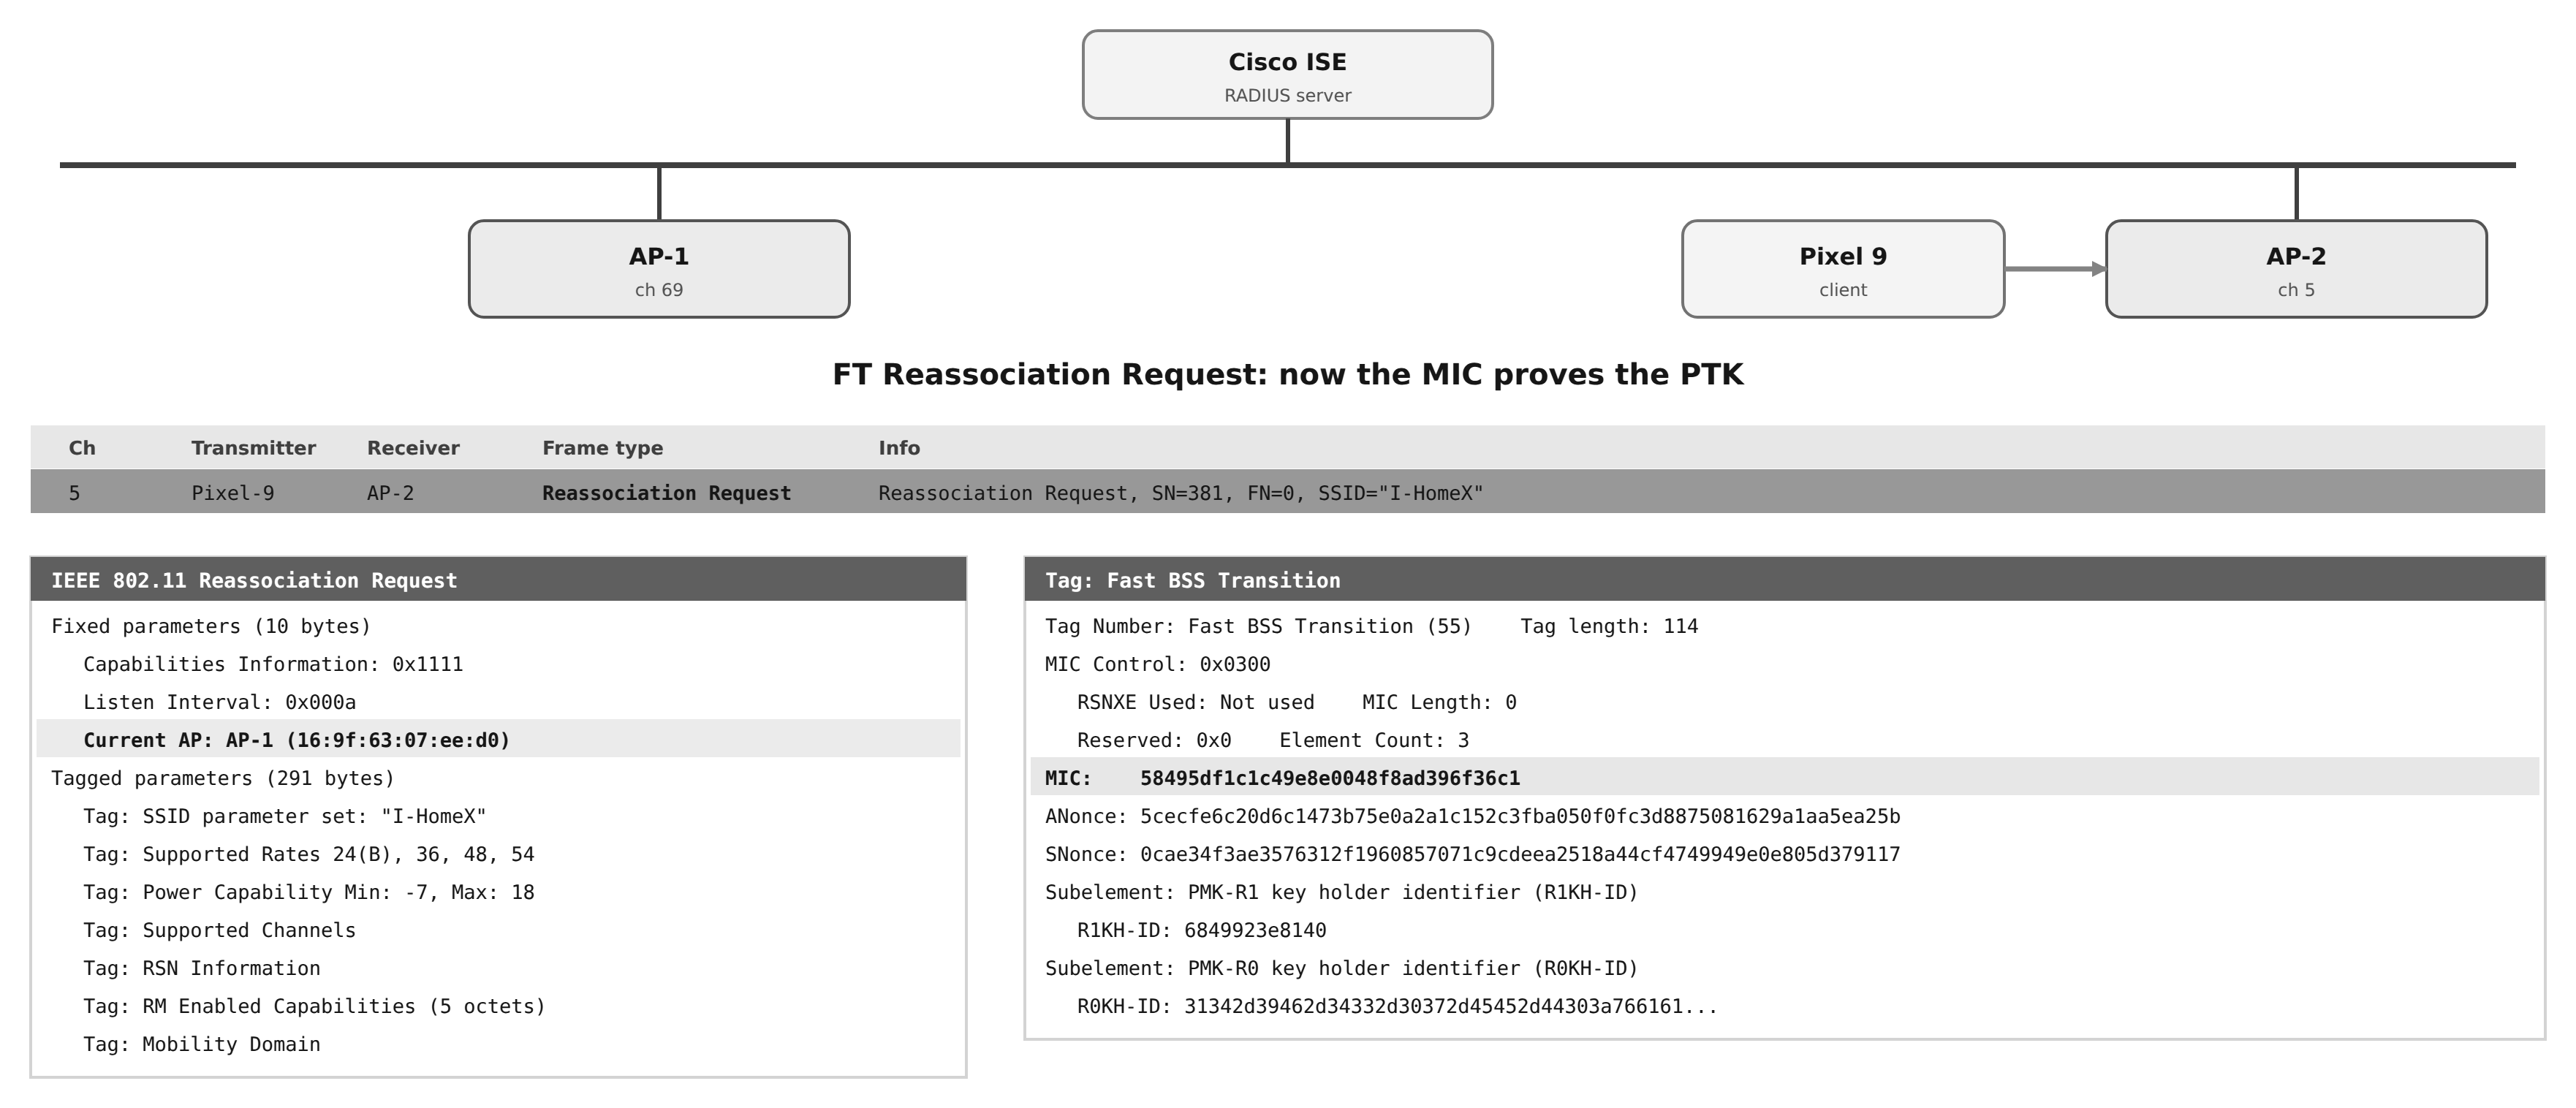 Cisco ISE
RADIUS server
AP-1
ch 69
Pixel 9
client
AP-2
ch 5
FT Reassociation Request: now the MIC proves the PTK
Ch Transmitter Receiver Frame type Info
5 Pixel-9 AP-2 Reassociation Request Reassociation Request, SN=381, FN=0, SSID="I-HomeX"
IEEE 802.11 Reassociation Request
Fixed parameters (10 bytes)
Capabilities Information: 0x1111
Listen Interval: 0x000a
Current AP: AP-1 (16:9f:63:07:ee:d0)
Tagged parameters (291 bytes)
Tag: SSID parameter set: "I-HomeX"
Tag: Supported Rates 24(B), 36, 48, 54
Tag: Power Capability Min: -7, Max: 18
Tag: Supported Channels
Tag: RSN Information
Tag: RM Enabled Capabilities (5 octets)
Tag: Mobility Domain
Tag: Fast BSS Transition
Tag Number: Fast BSS Transition (55) Tag length: 114
MIC Control: 0x0300
RSNXE Used: Not used MIC Length: 0
Reserved: 0x0 Element Count: 3
MIC: 58495df1c1c49e8e0048f8ad396f36c1
ANonce: 5cecfe6c20d6c1473b75e0a2a1c152c3fba050f0fc3d8875081629a1aa5ea25b
SNonce: 0cae34f3ae3576312f1960857071c9cdeea2518a44cf4749949e0e805d379117
Subelement: PMK-R1 key holder identifier (R1KH-ID)
R1KH-ID: 6849923e8140
Subelement: PMK-R0 key holder identifier (R0KH-ID)
R0KH-ID: 31342d39462d34332d30372d45452d44303a766161...